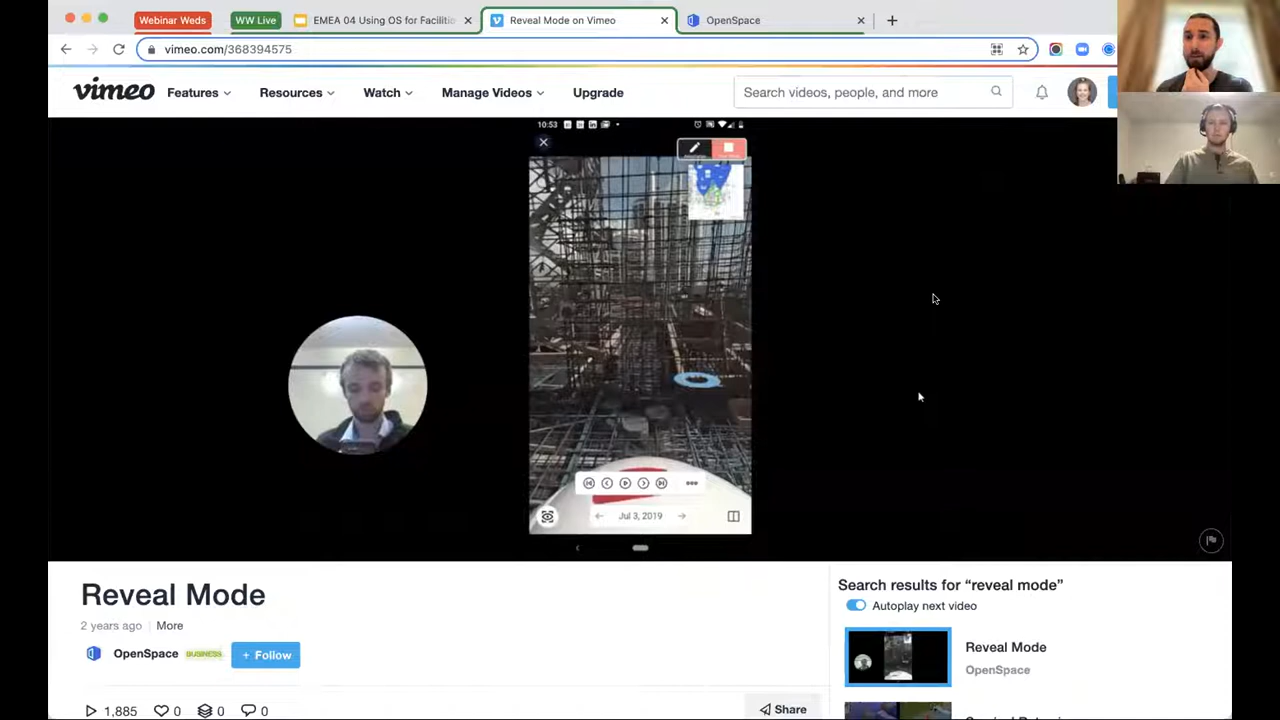 Webinar Weds
WW Live
EMEA 04 Using OS for Facilitie
Reveal Mode on Vimeo
OpenSpace
vimeo.com/368394575
vimeo
Features
Resources
Watch
Manage Videos
Upgrade
Search videos, people, and more
10:53
Jul 3, 2019
Reveal Mode
2 years ago
More
OpenSpace BUSINESS
+ Follow
1,885
0
0
0
Share
Search results for “reveal mode”
Autoplay next video
Reveal Mode
OpenSpace